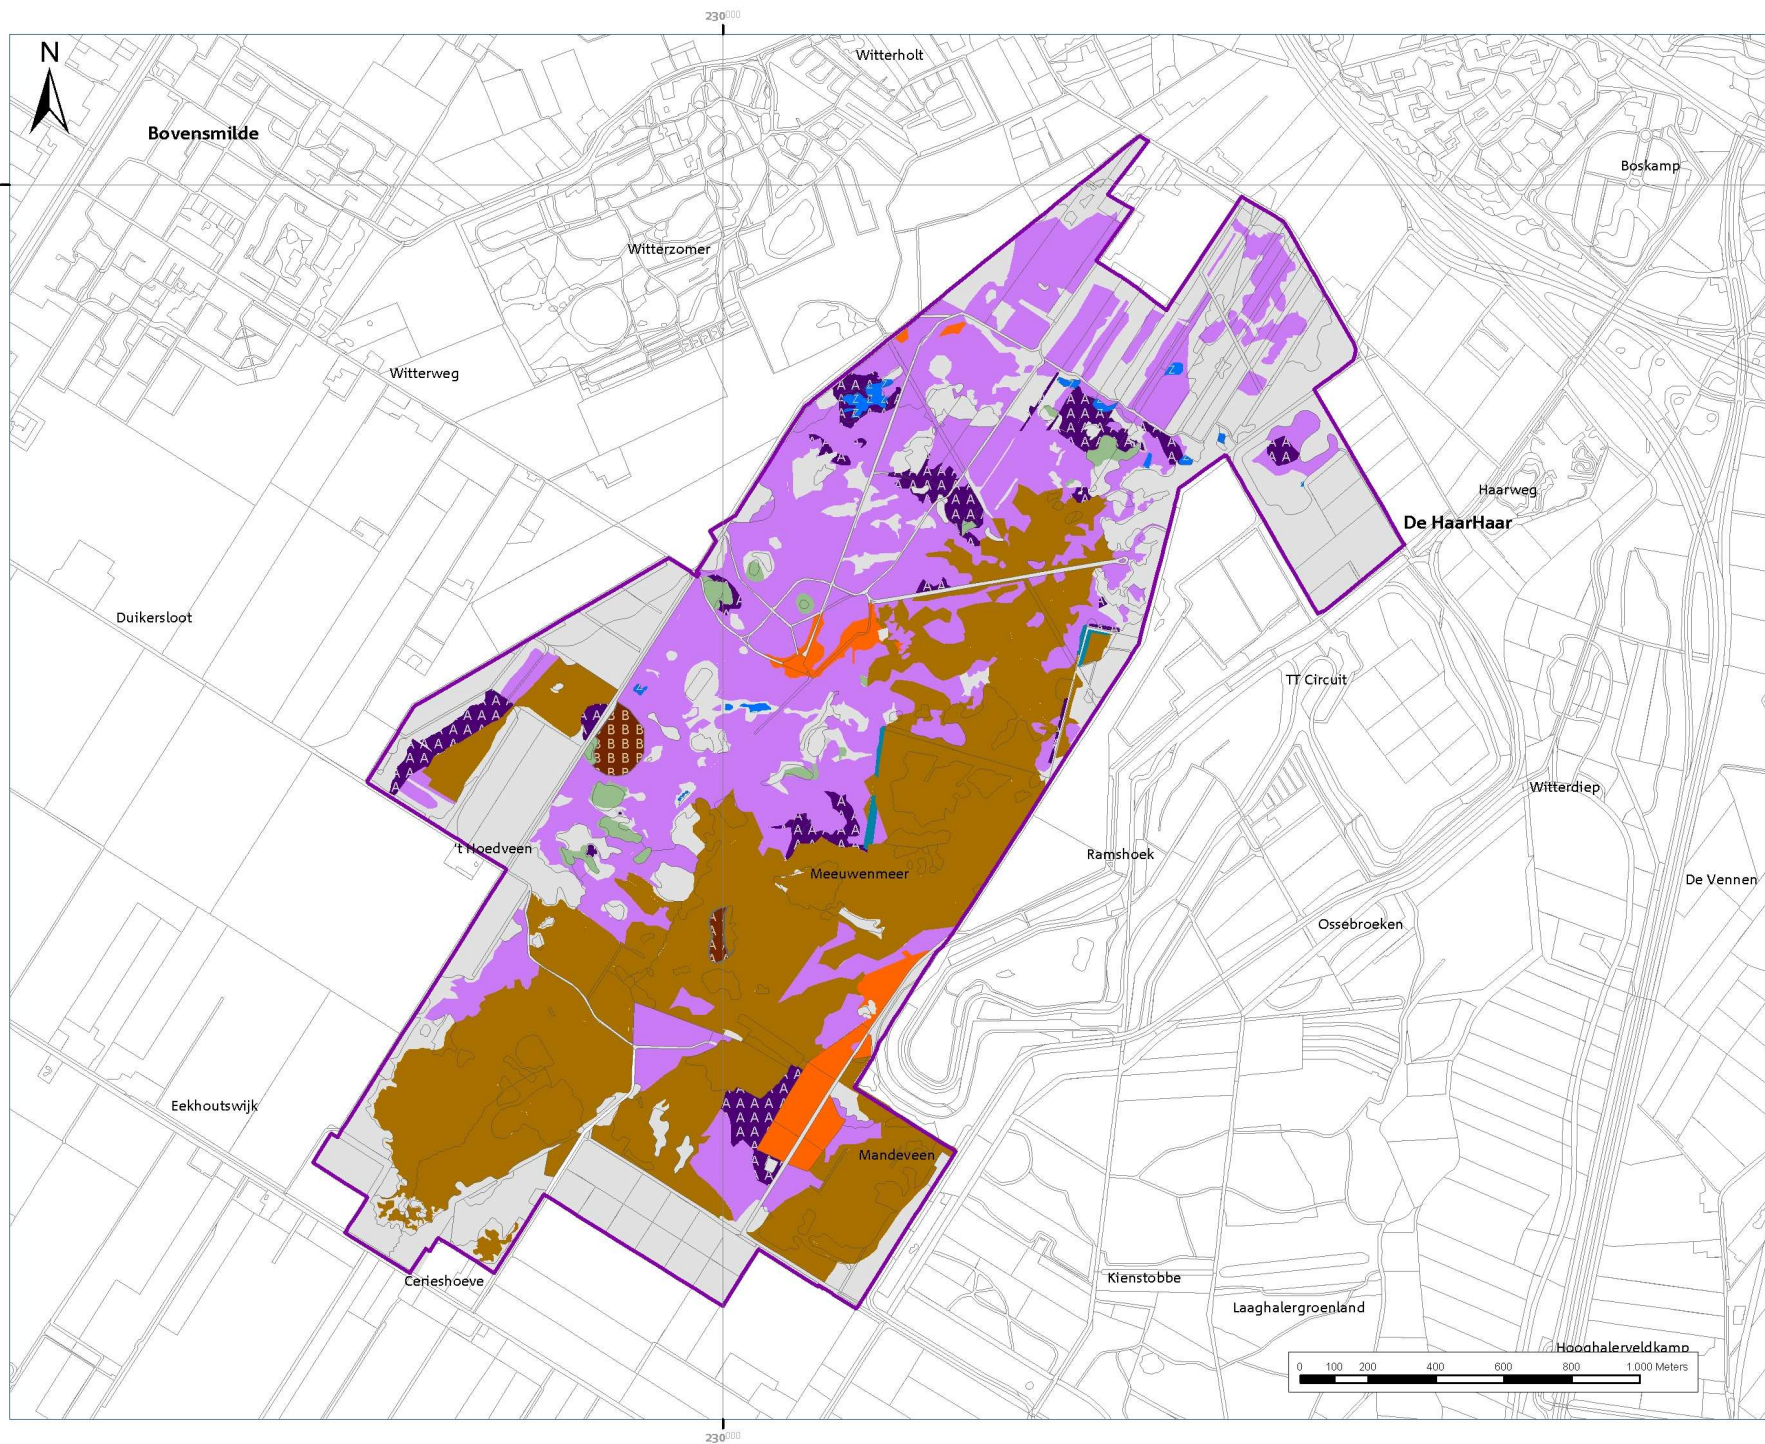 230000
N
Witterholt
Bovensmilde
Boskamp
Witterzomer
Witterweg
Haarweg
De HaarHaar
Duikersloot
TT Circuit
Witterdiep
't Hoedveen
Ramshoek
Meeuwenmeer
De Vennen
Ossebroeken
Eekhoutswijk
Mandeveen
Kienstobbe
Cerieshoeve
Laaghalergroenland
Hooghalerveldkamp
0 100 200 400 600 800 1.000 Meters
230000